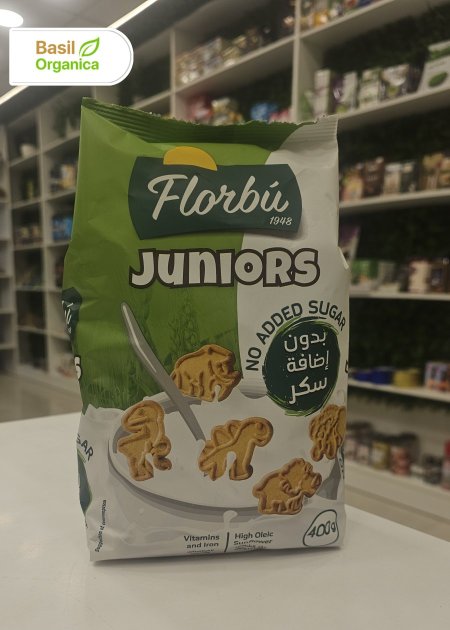 Basil
Organica
Florbú
1948
JUNIORS
NO ADDED SUGAR
بدون
إضافة
سكر
Vitamins
and Iron
High Oleic
Sunflower
400g